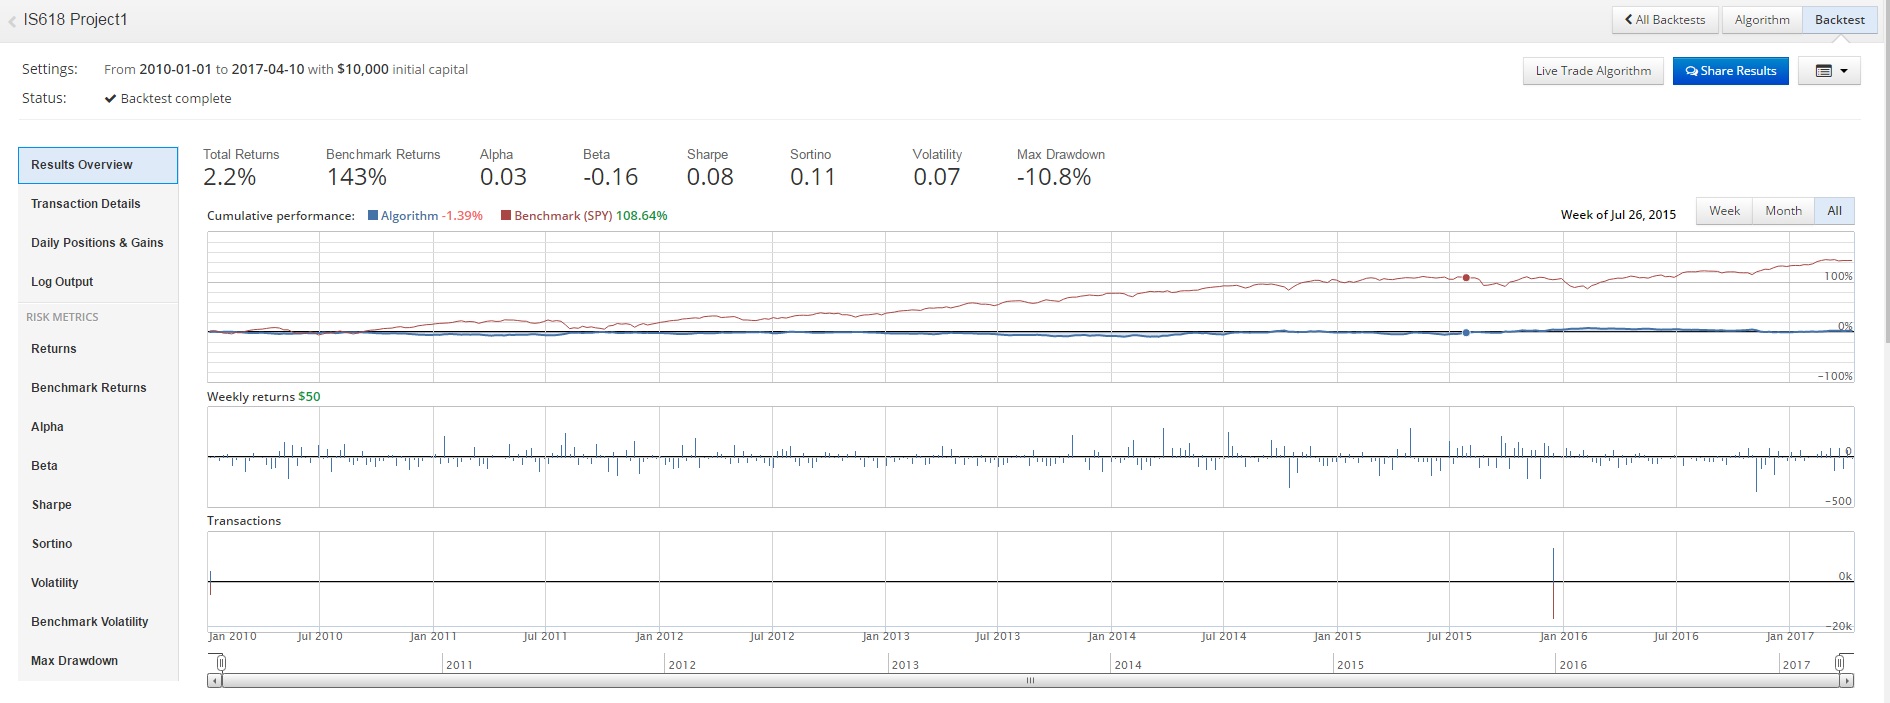 IS618 Project1
All Backtests Algorithm Backtest
Settings: From 2010-01-01 to 2017-04-10 with $10,000 initial capital
Live Trade Algorithm Share Results
Status: Backtest complete
Results Overview
Transaction Details
Daily Positions & Gains
Log Output
RISK METRICS
Returns
Benchmark Returns
Alpha
Beta
Sharpe
Sortino
Volatility
Benchmark Volatility
Max Drawdown
Total Returns Benchmark Returns Alpha Beta Sharpe Sortino Volatility Max Drawdown
2.2% 143% 0.03 -0.16 0.08 0.11 0.07 -10.8%
Cumulative performance: Algorithm -1.39% Benchmark (SPY) 108.64% Week of Jul 26, 2015 Week Month All
100%
0%
-100%
Weekly returns $50
0
-500
Transactions
0k
-20k
Jan 2010 Jul 2010 Jan 2011 Jul 2011 Jan 2012 Jul 2012 Jan 2013 Jul 2013 Jan 2014 Jul 2014 Jan 2015 Jul 2015 Jan 2016 Jul 2016 Jan 2017
2011 2012 2013 2014 2015 2016 2017